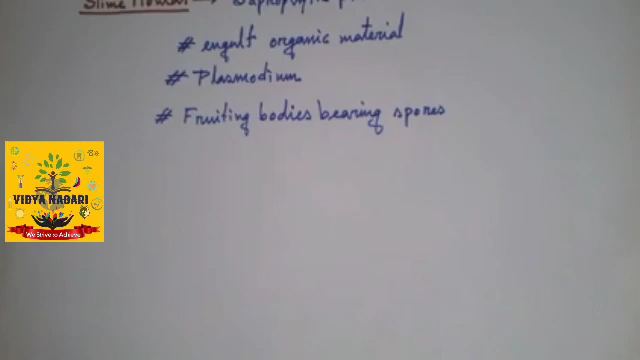 Slime Moulds → Saprophytic
# engulf organic material
# Plasmodium
# Fruiting bodies bearing spores
VIDYA NAGARI
We Strive to Achieve